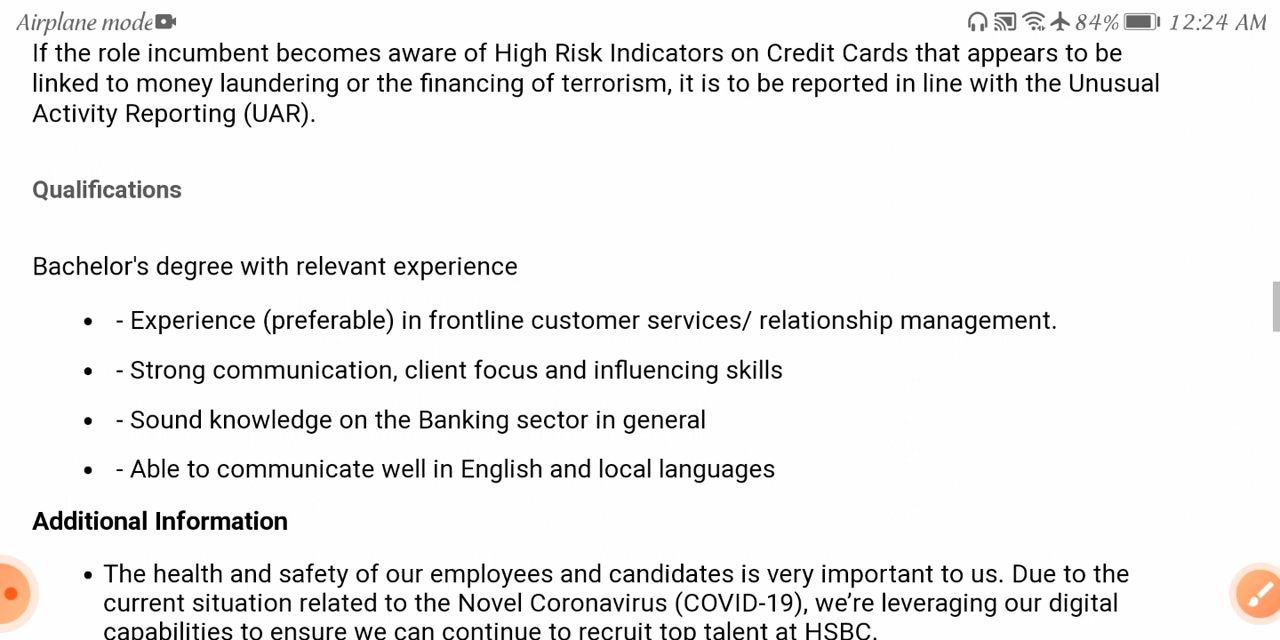 Airplane mode 84% 12:24 AM
If the role incumbent becomes aware of High Risk Indicators on Credit Cards that appears to be
linked to money laundering or the financing of terrorism, it is to be reported in line with the Unusual
Activity Reporting (UAR).
Qualifications
Bachelor's degree with relevant experience
• - Experience (preferable) in frontline customer services/ relationship management.
• - Strong communication, client focus and influencing skills
• - Sound knowledge on the Banking sector in general
• - Able to communicate well in English and local languages
Additional Information
• The health and safety of our employees and candidates is very important to us. Due to the
current situation related to the Novel Coronavirus (COVID-19), we’re leveraging our digital
capabilities to ensure we can continue to recruit top talent at HSBC.